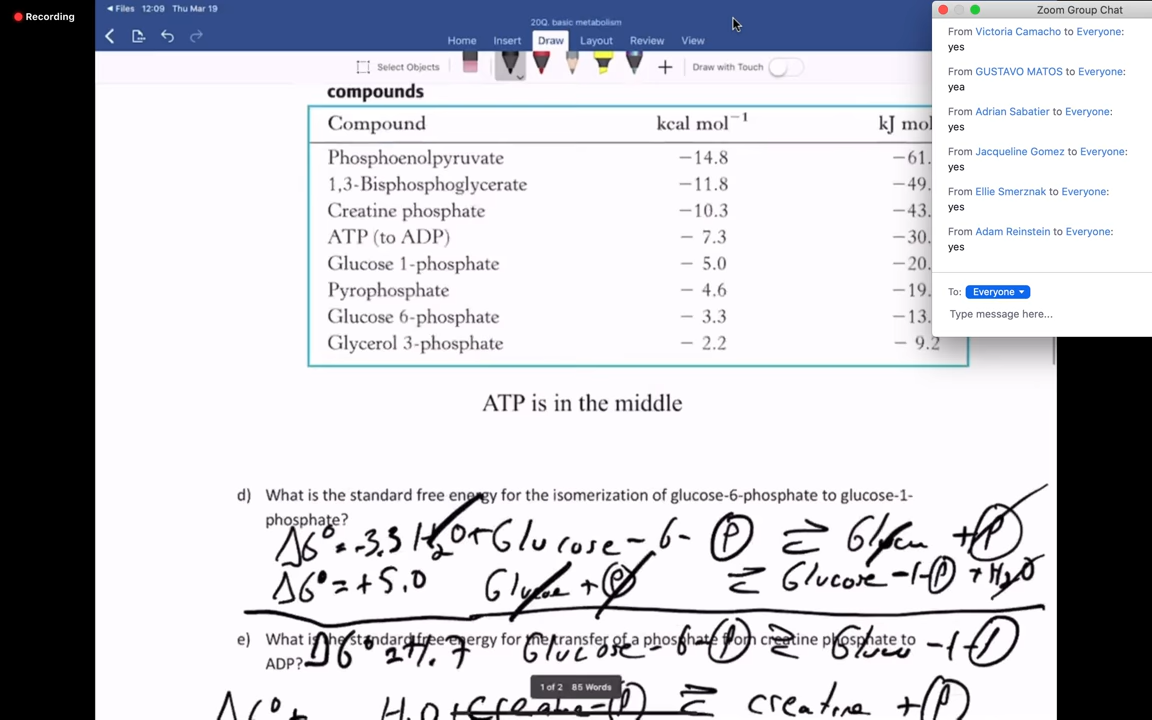 Recording
Files 12:09 Thu Mar 19
20Q. basic metabolism
Home Insert Draw Layout Review View
Select Objects Draw with Touch
compounds
Compound kcal mol⁻¹ kJ mol
Phosphoenolpyruvate −14.8 −61.
1,3-Bisphosphoglycerate −11.8 −49.
Creatine phosphate −10.3 −43.
ATP (to ADP) − 7.3 −30.
Glucose 1-phosphate − 5.0 −20.
Pyrophosphate − 4.6 −19.
Glucose 6-phosphate − 3.3 −13.
Glycerol 3-phosphate − 2.2 − 9.2
ATP is in the middle
d) What is the standard free energy for the isomerization of glucose-6-phosphate to glucose-1-
phosphate?
ΔG° = -3.3 H₂O + Glucose - 6 - P ⇄ + P
ΔG° = +5.0 Glucose + P ⇄ Glucose -1- P + H₂O
e) What is the standard free energy for the transfer of a phosphate from creatine phosphate to
ADP?
ΔG° = +1.7 Glucose - 6 - P ⇄ -1- P
ΔG° H₂O + creatine - P ⇄ creatine + P
1 of 2 85 Words
Zoom Group Chat
From Victoria Camacho to Everyone:
yes
From GUSTAVO MATOS to Everyone:
yea
From Adrian Sabatier to Everyone:
yes
From Jacqueline Gomez to Everyone:
yes
From Ellie Smerznak to Everyone:
yes
From Adam Reinstein to Everyone:
yes
To: Everyone
Type message here...